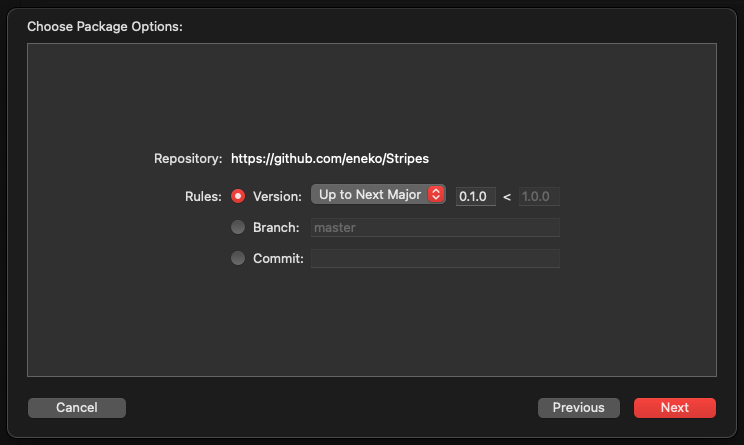 Choose Package Options:
Repository: https://github.com/eneko/Stripes
Rules: Version: Up to Next Major 0.1.0 < 1.0.0
Branch: master
Commit:
Cancel Previous Next